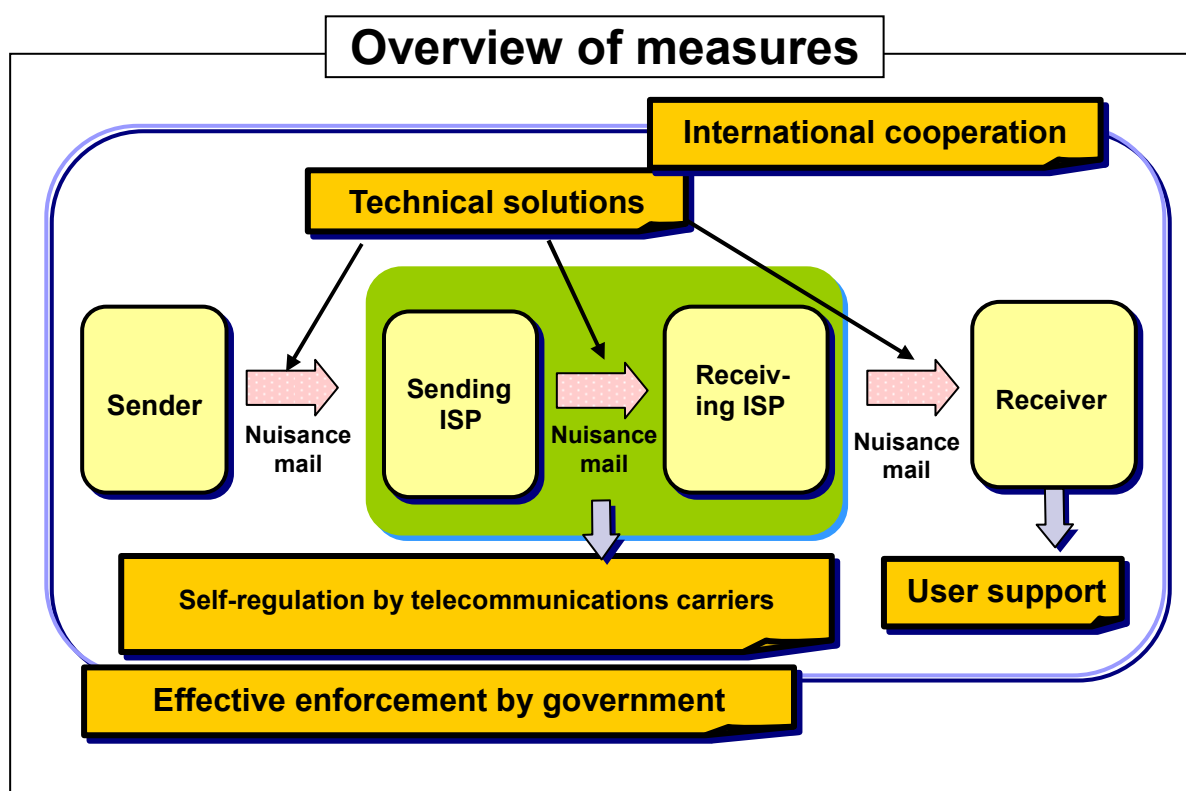 Overview of measures
International cooperation
Technical solutions
Sender
Nuisance
mail
Sending
ISP
Nuisance
mail
Receiv-
ing ISP
Nuisance
mail
Receiver
Self-regulation by telecommunications carriers
User support
Effective enforcement by government